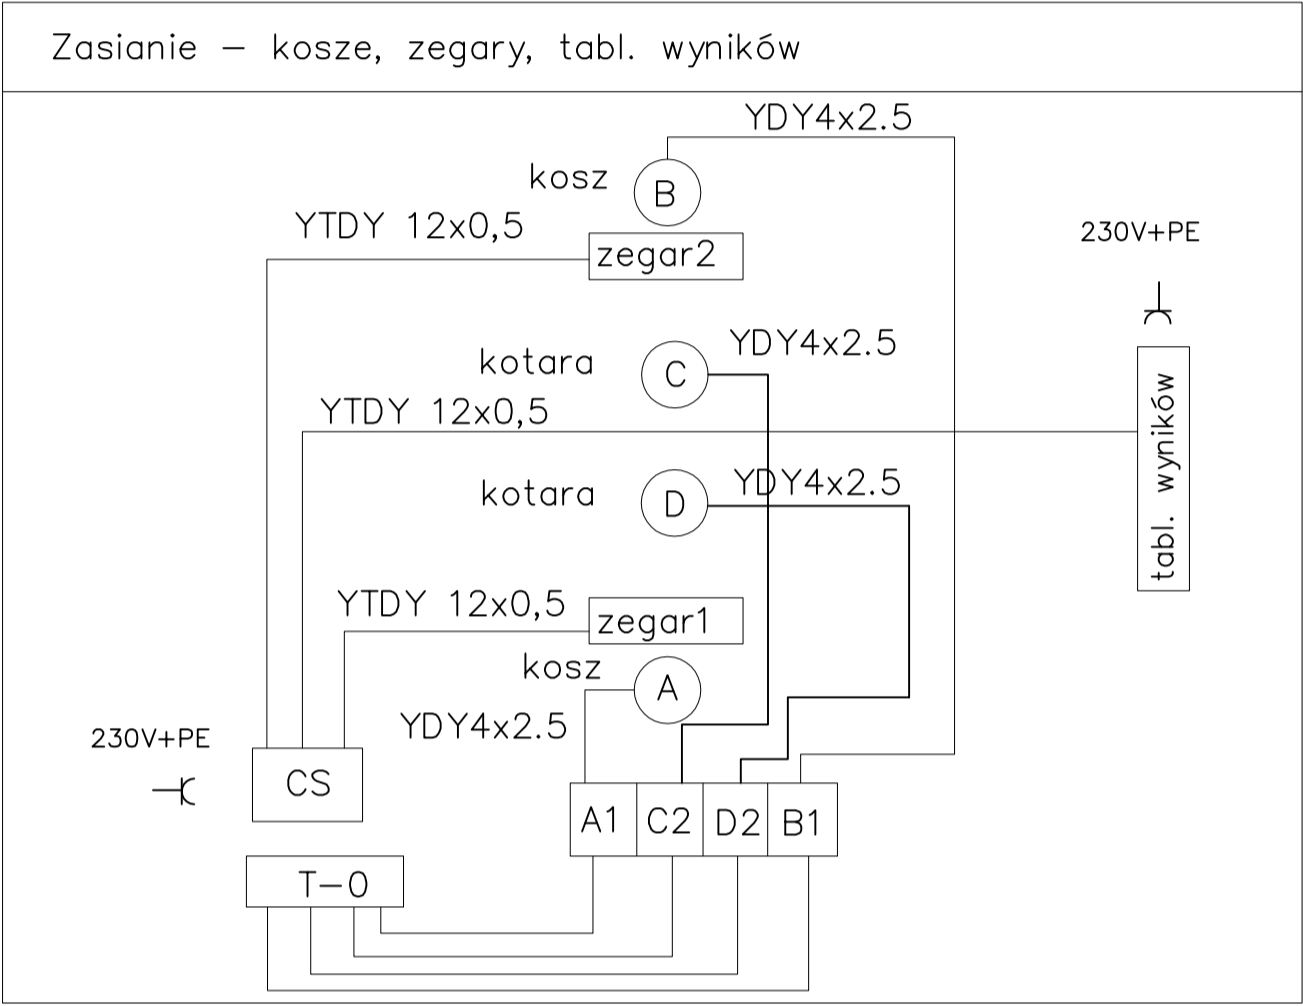 Zasianie – kosze, zegary, tabl. wyników
YDY4x2.5
kosz
B
YTDY 12x0,5
zegar2
230V+PE
YDY4x2.5
kotara
C
YTDY 12x0,5
tabl. wyników
YDY4x2.5
kotara
D
YTDY 12x0,5
zegar1
kosz
A
YDY4x2.5
230V+PE
CS
A1
C2
D2
B1
T–0